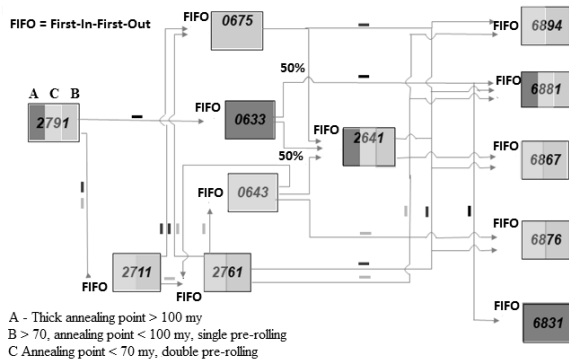 FIFO = First-In-First-Out
FIFO 0675
FIFO 6894
50%
A C B
2791
FIFO 0633
FIFO 6881
FIFO 2641
50%
FIFO 6867
FIFO 0643
FIFO 6876
FIFO 2711
FIFO 2761
FIFO 6831
A - Thick annealing point > 100 my
B > 70, annealing point < 100 my, single pre-rolling
C Annealing point < 70 my, double pre-rolling